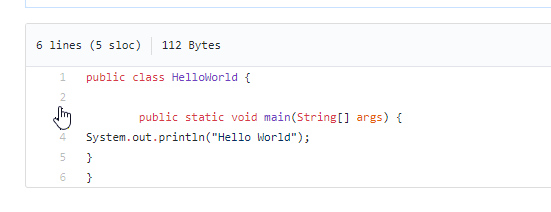 6 lines (5 sloc) 112 Bytes
1 public class HelloWorld {
2
public static void main(String[] args) {
4 System.out.println("Hello World");
5 }
6 }